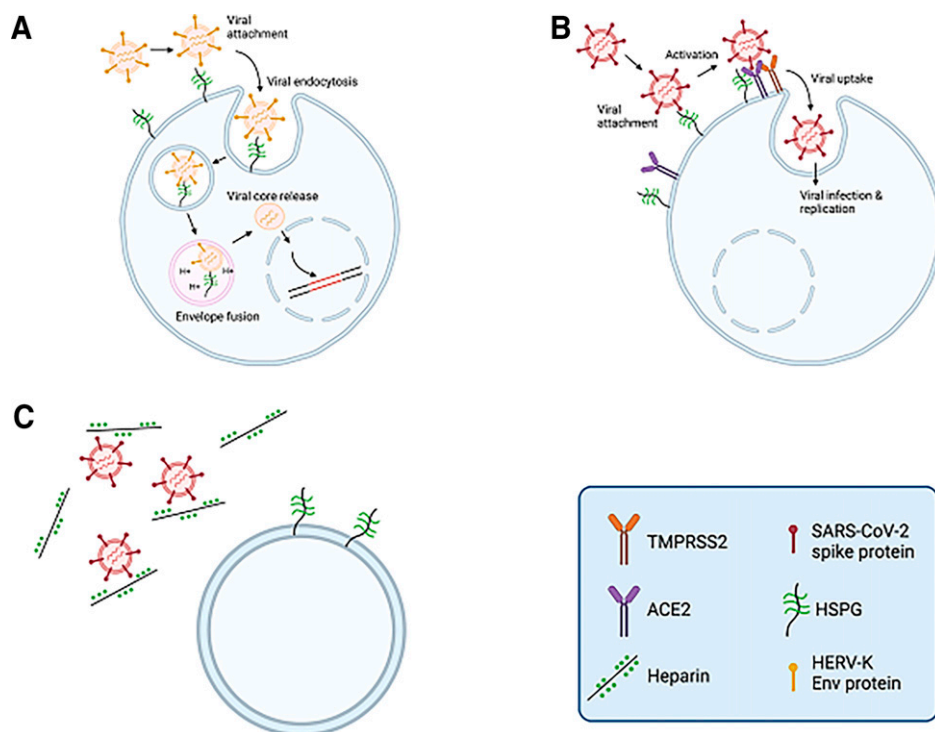 A
Viral
attachment
Viral endocytosis
Viral core release
H+
H+
H+
Envelope fusion
B
Activation
Viral
attachment
Viral uptake
Viral infection &
replication
C
TMPRSS2
SARS-CoV-2
spike protein
ACE2
HSPG
Heparin
HERV-K
Env protein